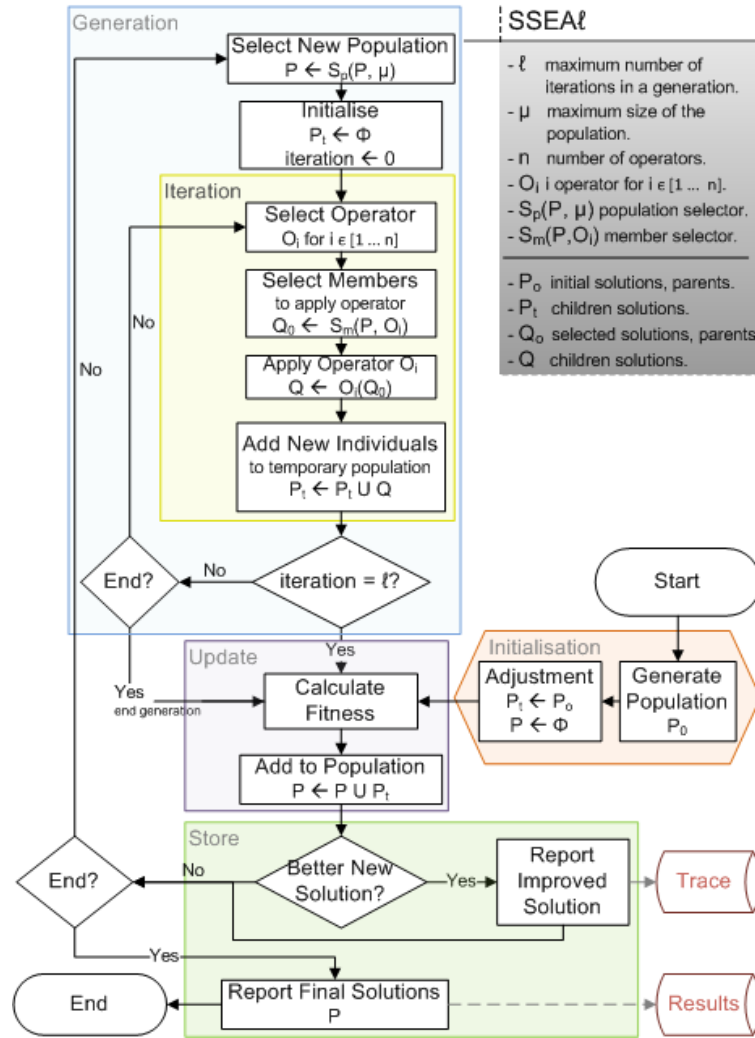 Generation
Select New Population
P ← Sp(P, μ)
Initialise
Pt ← Φ
iteration ← 0
Iteration
Select Operator
Oi for i ϵ [1 ... n]
Select Members
to apply operator
Q0 ← Sm(P, Oi)
Apply Operator Oi
Q ← Oi(Q0)
Add New Individuals
to temporary population
Pt ← Pt U Q
iteration = ℓ?
No
End?
No
No
Yes
end generation
Yes
SSEAℓ
- ℓ maximum number of
iterations in a generation.
- μ maximum size of the
population.
- n number of operators.
- Oi i operator for i ϵ [1 ... n].
- Sp(P, μ) population selector.
- Sm(P,Oi) member selector.
- Po initial solutions, parents.
- Pt children solutions.
- Qo selected solutions, parents
- Q children solutions.
Start
Initialisation
Generate
Population
P0
Adjustment
Pt ← Po
P ← Φ
Update
Calculate
Fitness
Add to Population
P ← P U Pt
Store
Better New
Solution?
Yes
Report
Improved
Solution
Trace
No
End?
Yes
Report Final Solutions
P
Results
End